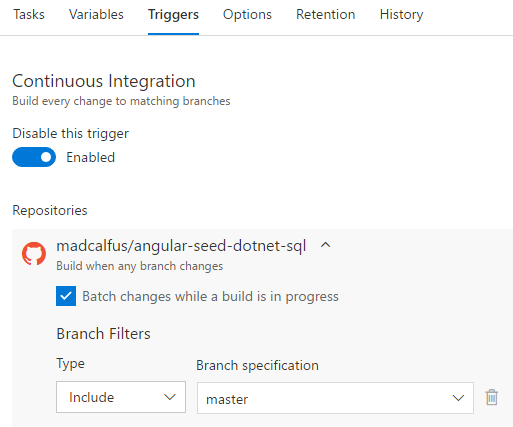 Tasks Variables Triggers Options Retention History
Continuous Integration
Build every change to matching branches
Disable this trigger
Enabled
Repositories
madcalfus/angular-seed-dotnet-sql
Build when any branch changes
Batch changes while a build is in progress
Branch Filters
Type Branch specification
Include master